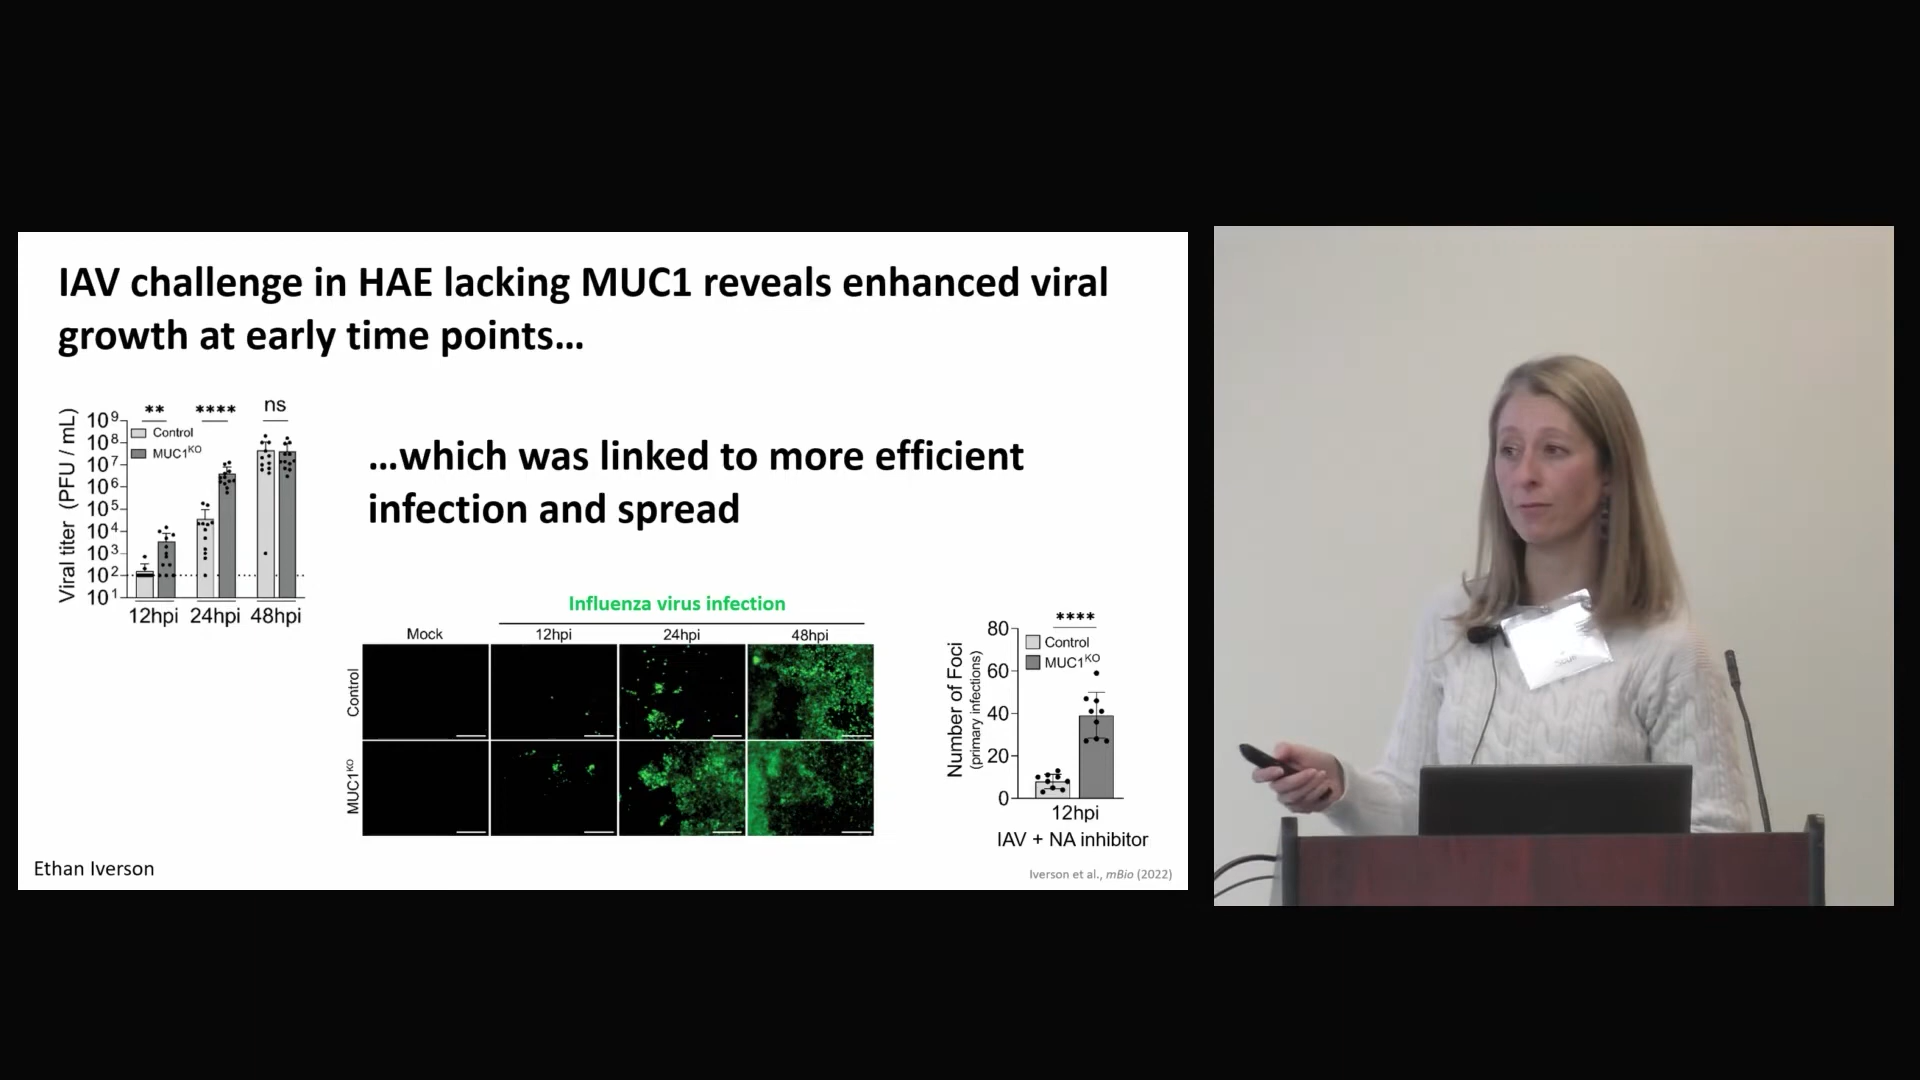 IAV challenge in HAE lacking MUC1 reveals enhanced viral
growth at early time points...
Viral titer (PFU / mL)
10⁹
10⁸
10⁷
10⁶
10⁵
10⁴
10³
10²
10¹
** **** ns
Control
MUC1ᴷᴼ
12hpi 24hpi 48hpi
...which was linked to more efficient
infection and spread
Influenza virus infection
Mock 12hpi 24hpi 48hpi
Control
MUC1ᴷᴼ
Number of Foci
(primary infections)
80
60
40
20
0
****
Control
MUC1ᴷᴼ
12hpi
IAV + NA inhibitor
Ethan Iverson
Iverson et al., mBio (2022)